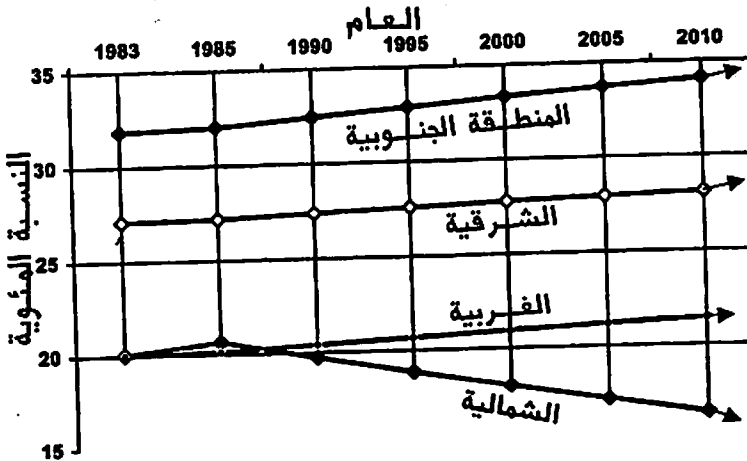 العام
1983 1985 1990 1995 2000 2005 2010
النسبة المئوية
35
30
25
20
15
المنطقة الجنوبية
الشرقية
الغربية
الشمالية